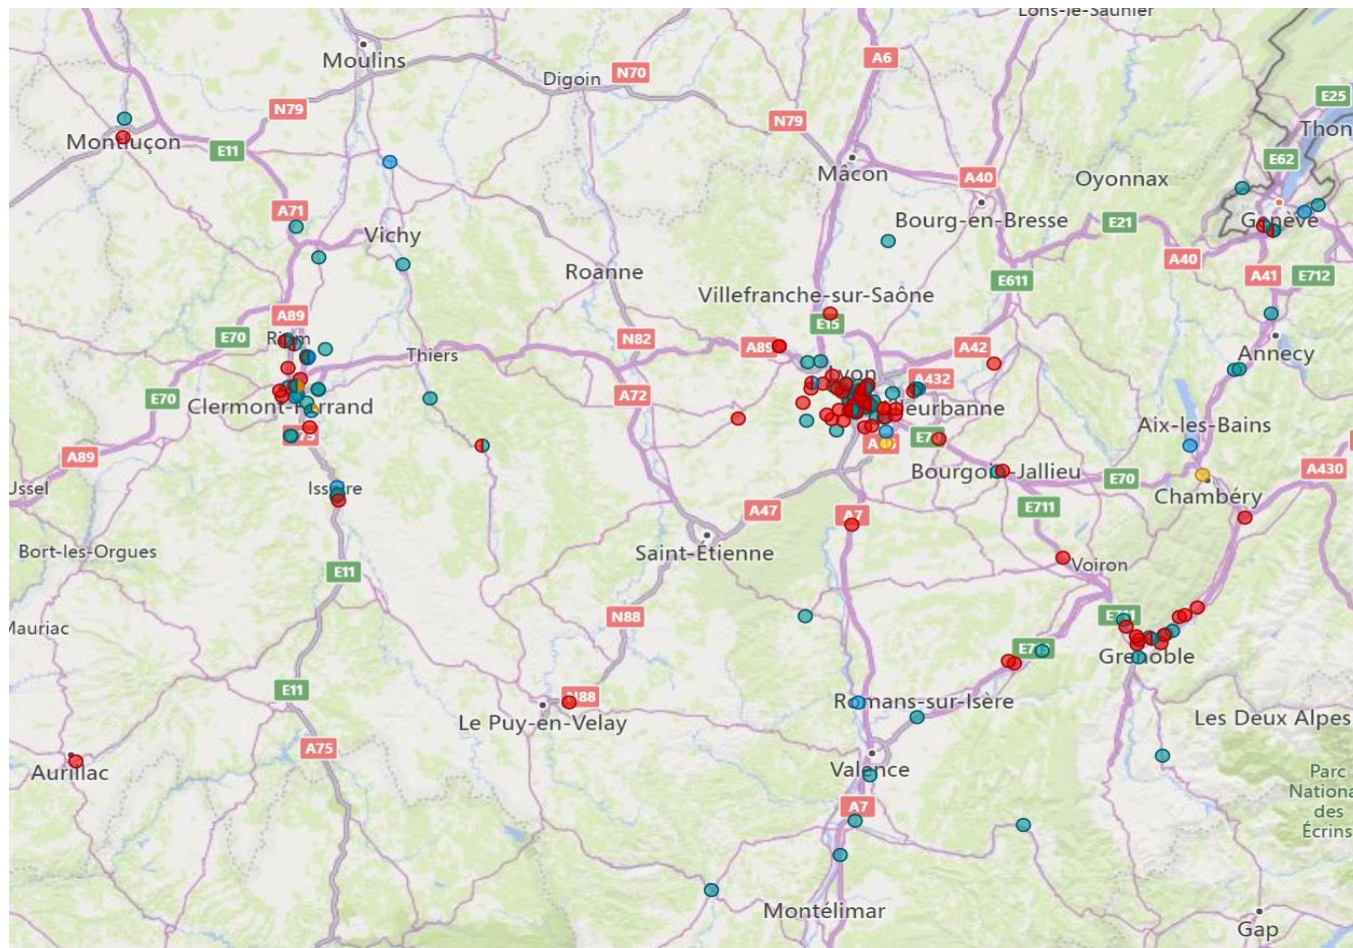 Lons-le-Saunier
Moulins
Digoin
N70
A6
E25
N79
N79
Thon
Montluçon
E11
E62
Mâcon
A40
Oyonnax
A71
Bourg-en-Bresse
E21
Genève
Vichy
A40
A41
E712
Roanne
E611
Villefranche-sur-Saône
A89
E15
E70
Riom
N82
A89
A42
Thiers
Annecy
Lyon
A432
E70
A72
Clermont-Ferrand
Aix-les-Bains
A89
Bourgoin-Jallieu
E70
A430
Ussel
Issoire
Chambéry
A47
A7
E711
Bort-les-Orgues
Saint-Étienne
E11
Voiron
Mauriac
N88
Grenoble
E11
N88
Romans-sur-Isère
Le Puy-en-Velay
Les Deux Alpes
A75
Aurillac
Valence
Parc
Nationa
des
Écrins
A7
Montélimar
Gap